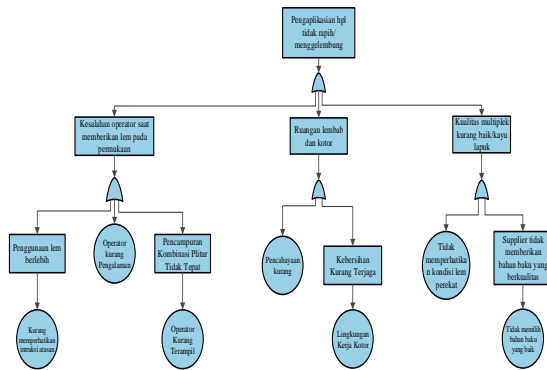 Pengaplikasian hpl
tidak rapih/
menggelembung
Kesalahan operator saat
memberikan lem pada
permukaan
Ruangan lembab
dan kotor
Kualitas multiplek
kurang baik/kayu
lapuk
Penggunaan lem
berlebih
Operator
kurang
Pengalaman
Pencampuran
Kombinasi Plitur
Tidak Tepat
Pencahayaan
kurang
Kebersihan
Kurang Terjaga
Tidak
memperhatika
n kondisi lem
perekat
Supplier tidak
memberikan
bahan baku yang
berkualitas
Kurang
memperhatikan
intruksi atasan
Operator
Kurang
Terampil
Lingkungan
Kerja Kotor
Tidak memilih
bahan baku
yang baik